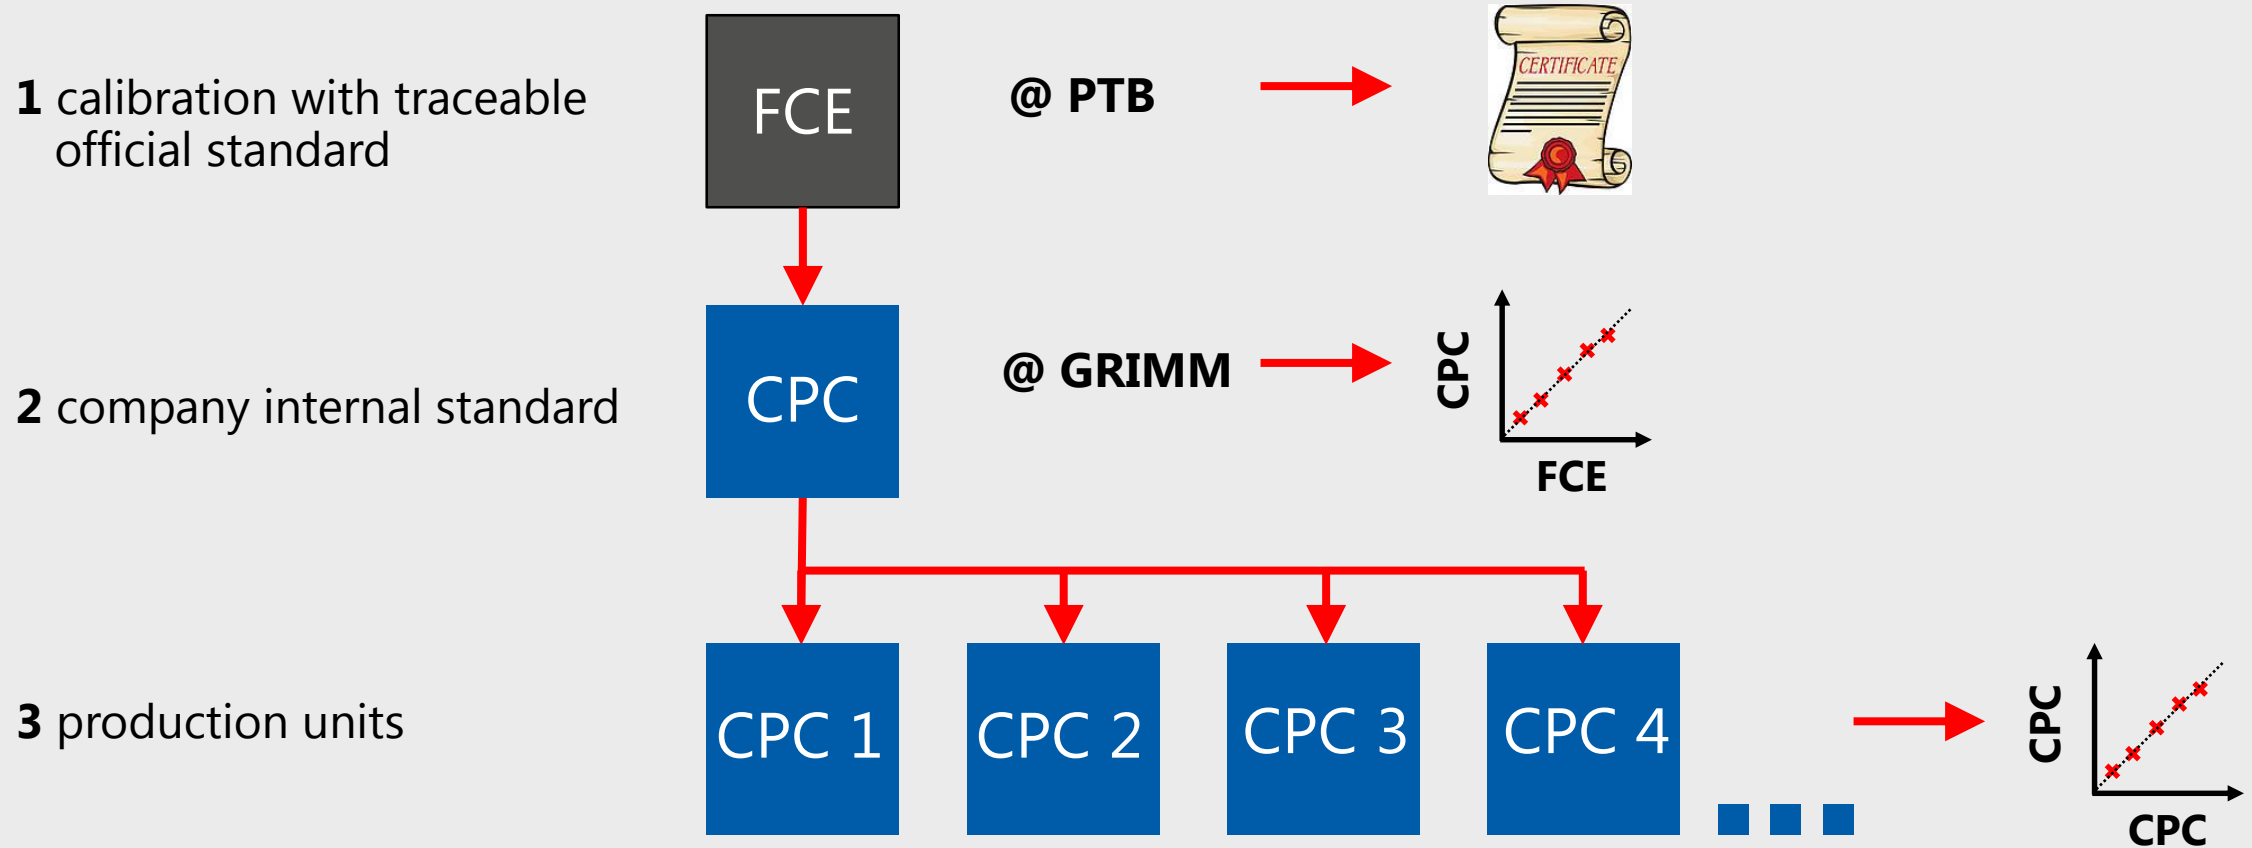 1 calibration with traceable
official standard
FCE
@ PTB
CERTIFICATE
2 company internal standard
CPC
@ GRIMM
CPC
FCE
3 production units
CPC 1
CPC 2
CPC 3
CPC 4
CPC
CPC